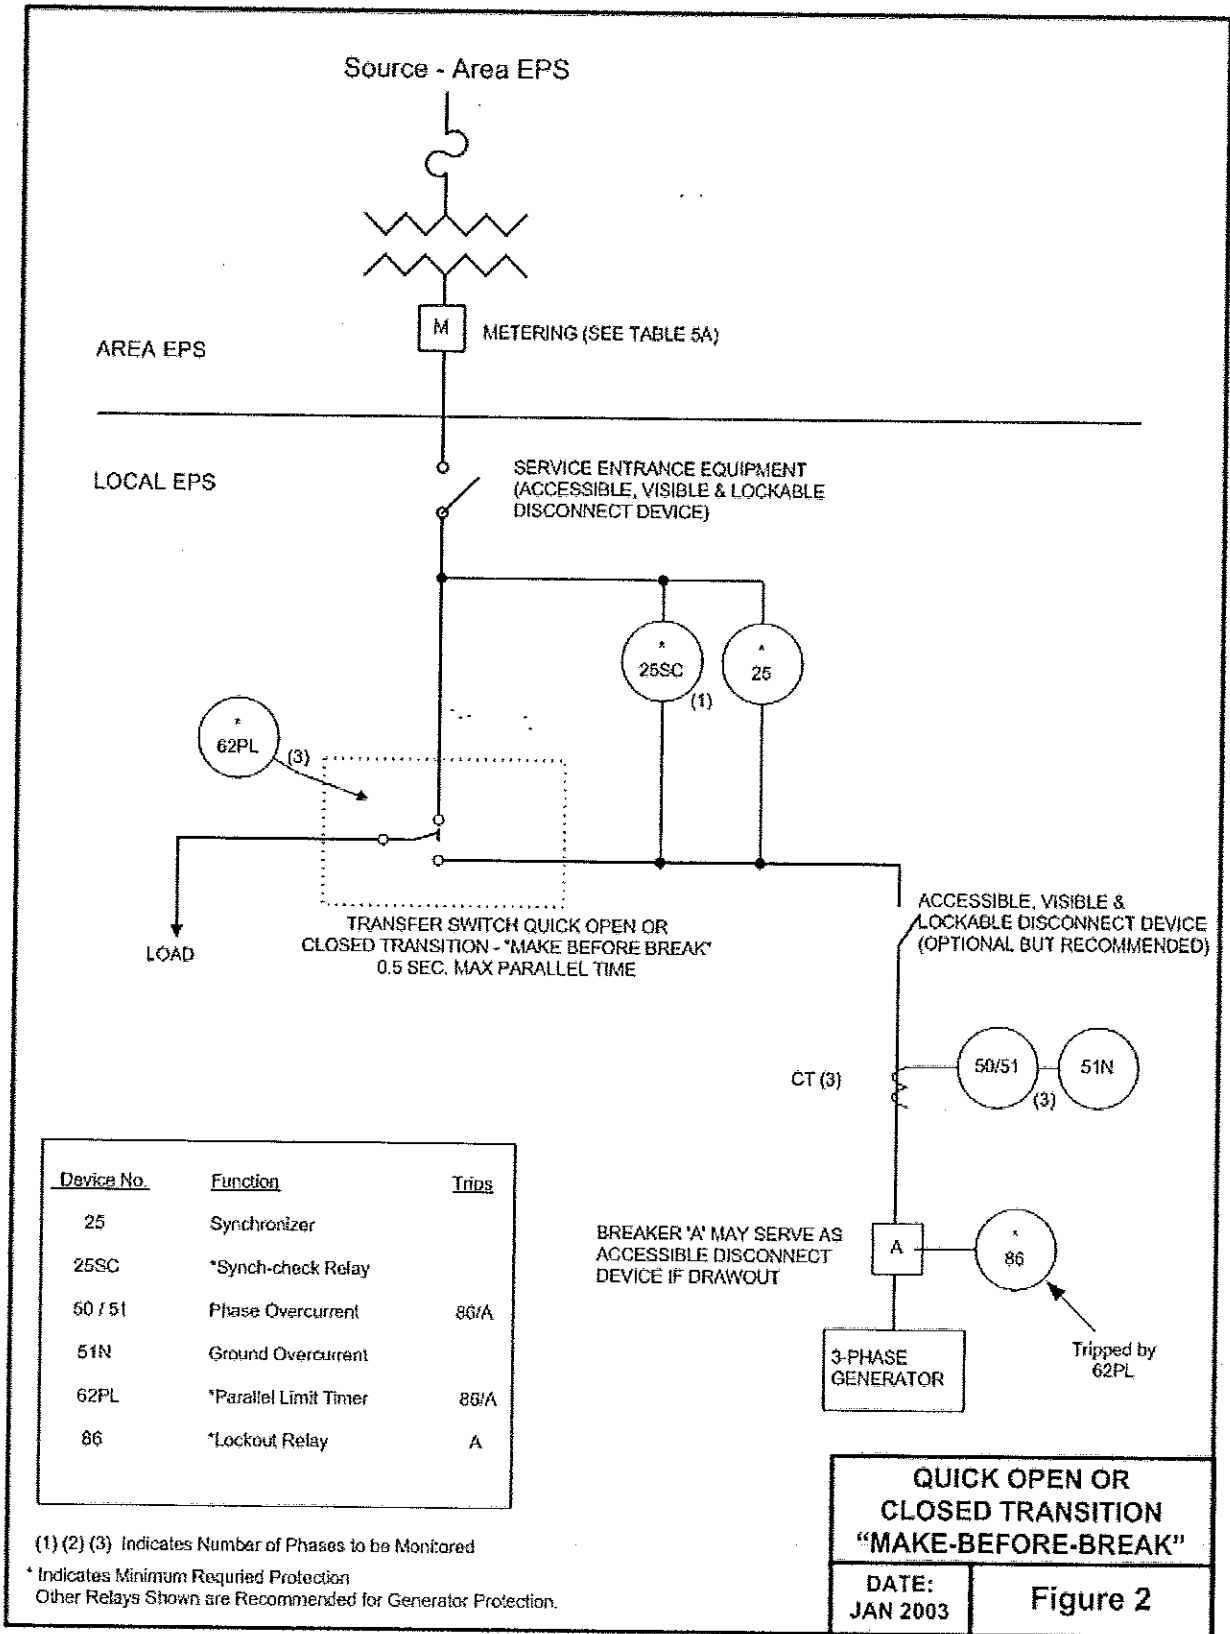 Source - Area EPS
M
METERING (SEE TABLE 5A)
AREA EPS
LOCAL EPS
SERVICE ENTRANCE EQUIPMENT
(ACCESSIBLE, VISIBLE & LOCKABLE
DISCONNECT DEVICE)
*
25SC
(1)
*
25
*
62PL
(3)
LOAD
TRANSFER SWITCH QUICK OPEN OR
CLOSED TRANSITION - "MAKE BEFORE BREAK"
0.5 SEC. MAX PARALLEL TIME
ACCESSIBLE, VISIBLE &
LOCKABLE DISCONNECT DEVICE
(OPTIONAL BUT RECOMMENDED)
CT (3)
50/51
(3)
51N
BREAKER 'A' MAY SERVE AS
ACCESSIBLE DISCONNECT
DEVICE IF DRAWOUT
A
*
86
Tripped by
62PL
3-PHASE
GENERATOR
Device No. Function Trips
25 Synchronizer
25SC *Synch-check Relay
50 / 51 Phase Overcurrent 86/A
51N Ground Overcurrent
62PL *Parallel Limit Timer 86/A
86 *Lockout Relay A
(1) (2) (3) Indicates Number of Phases to be Monitored
* Indicates Minimum Requried Protection
Other Relays Shown are Recommended for Generator Protection.
QUICK OPEN OR
CLOSED TRANSITION
"MAKE-BEFORE-BREAK"
DATE:
JAN 2003
Figure 2